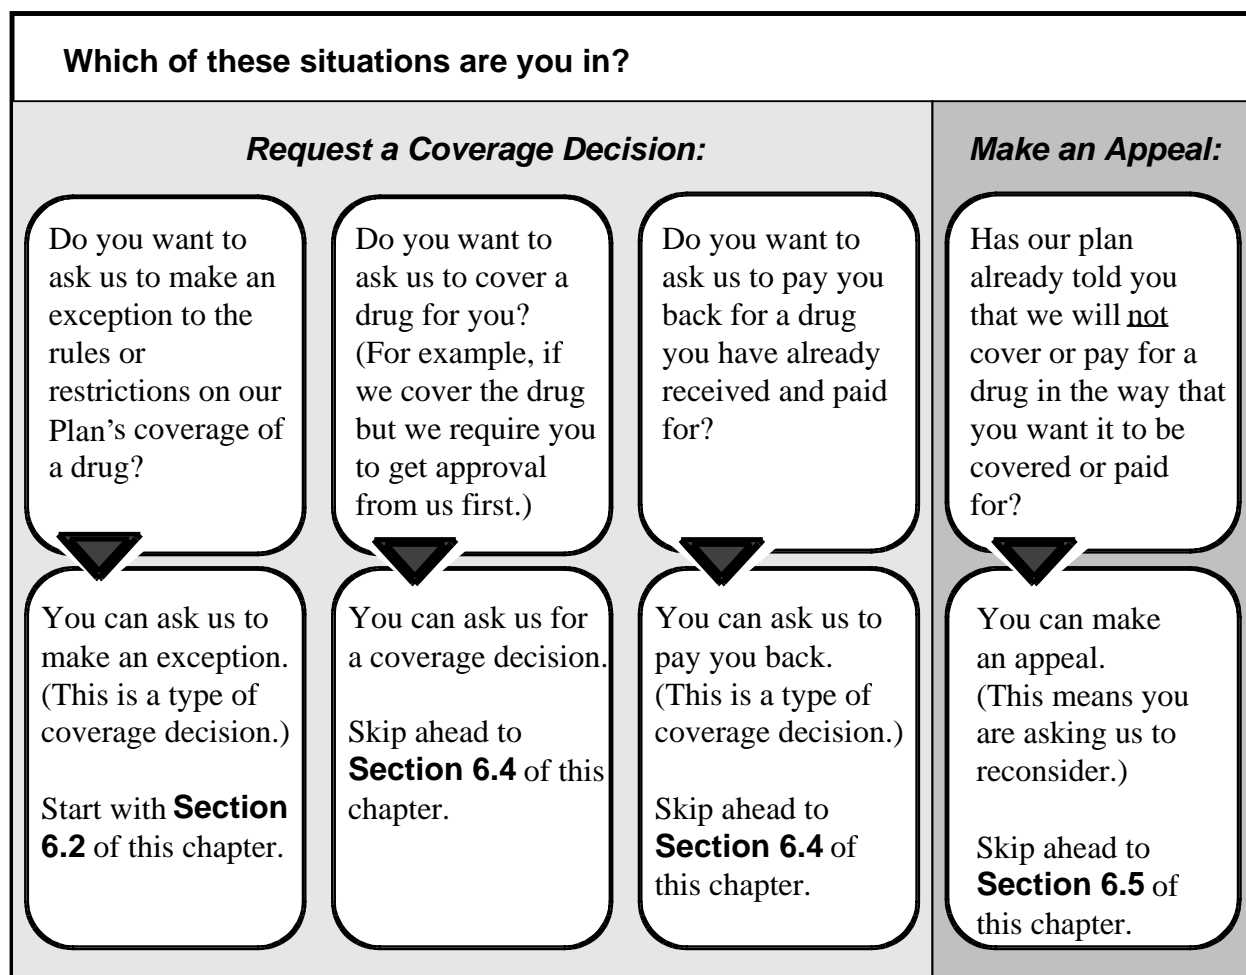 Which of these situations are you in?
Request a Coverage Decision:
Make an Appeal:
Do you want to
ask us to make an
exception to the
rules or
restrictions on our
Plan’s coverage of
a drug?
Do you want to
ask us to cover a
drug for you?
(For example, if
we cover the drug
but we require you
to get approval
from us first.)
Do you want to
ask us to pay you
back for a drug
you have already
received and paid
for?
Has our plan
already told you
that we will not
cover or pay for a
drug in the way that
you want it to be
covered or paid
for?
You can ask us to
make an exception.
(This is a type of
coverage decision.)
Start with Section
6.2 of this chapter.
You can ask us for
a coverage decision.
Skip ahead to
Section 6.4 of this
chapter.
You can ask us to
pay you back.
(This is a type of
coverage decision.)
Skip ahead to
Section 6.4 of
this chapter.
You can make
an appeal.
(This means you
are asking us to
reconsider.)
Skip ahead to
Section 6.5 of
this chapter.